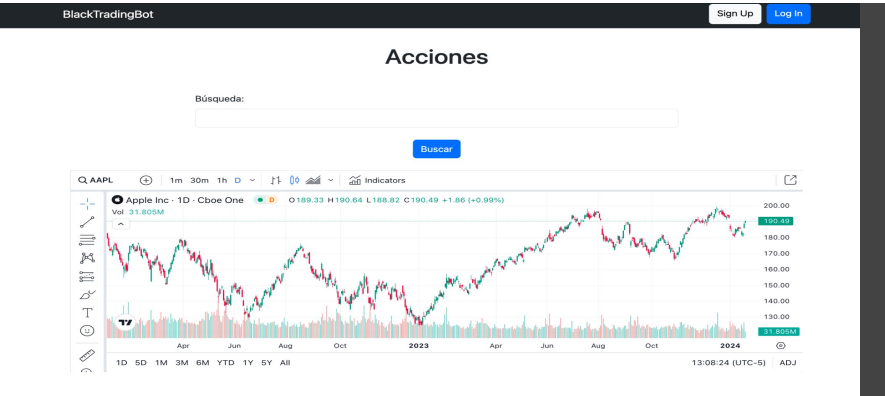 BlackTradingBot
Sign Up
Log In
Acciones
Búsqueda:
Buscar
AAPL
1m 30m 1h D
Indicators
Apple Inc · 1D · Cboe One
D
O189.33 H190.64 L188.82 C190.49 +1.86 (+0.99%)
Vol 31.805M
200.00
190.49
180.00
170.00
160.00
150.00
140.00
130.00
31.805M
T
Apr Jun Aug Oct 2023 Apr Jun Aug Oct 2024
1D 5D 1M 3M 6M YTD 1Y 5Y All
13:08:24 (UTC-5)
ADJ